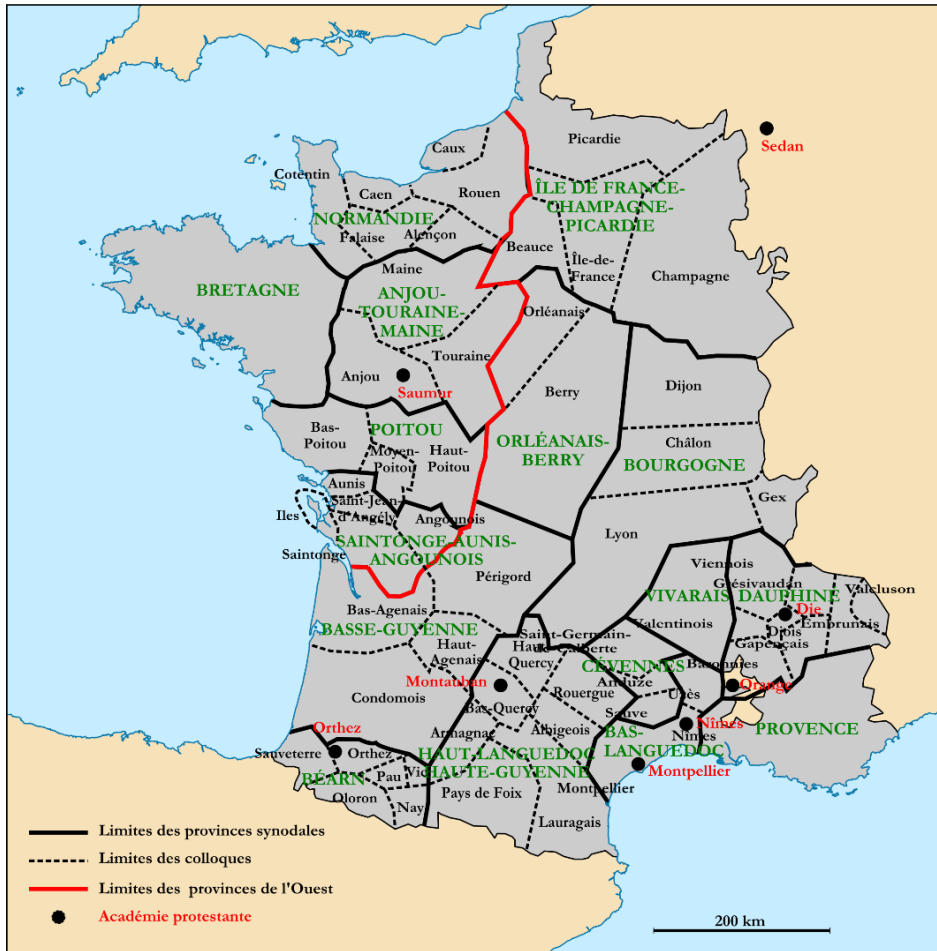 Picardie
Sedan
Caux
Cotentin
Rouen
Caen
ÎLE DE FRANCE-
CHAMPAGNE-
PICARDIE
NORMANDIE
Falaise
Alençon
Beauce
Île-de-
France
Champagne
Maine
BRETAGNE
ANJOU-
TOURAINE-
MAINE
Orléanais
Touraine
Anjou
Saumur
Berry
Dijon
Bas-
Poitou
POITOU
Moyen-
Poitou
Haut-
Poitou
ORLÉANAIS-
BERRY
Châlon
BOURGOGNE
Aunis
Saint-Jean-
d'Angély
Iles
Angounois
Gex
Lyon
Saintonge
SAINTONGE-AUNIS-
ANGOUNOIS
Périgord
Viennois
Grésivaudan
Valcluson
VIVARAIS
DAUPHINE
Die
Bas-Agenais
BASSE-GUYENNE
Valentinois
Diois
Embrunais
Gapençais
Haut-
Agenais
Haut
Quercy
Saint-Germain-
de-Calberte
CÉVENNES
Baronnies
Montauban
Anduze
Orange
Condomois
Bas-Quercy
Rouergue
Uzès
Sauve
Nîmes
Nîmes
PROVENCE
Orthez
Armagnac
Albigeois
BAS-
LANGUEDOC
Sauveterre
Orthez
HAUT-LANGUEDOC
HAUTE-GUYENNE
Montpellier
BÉARN
Pau
Vic
Oloron
Nay
Pays de Foix
Montpellier
Lauragais
Limites des provinces synodales
Limites des colloques
Limites des provinces de l'Ouest
Académie protestante
200 km